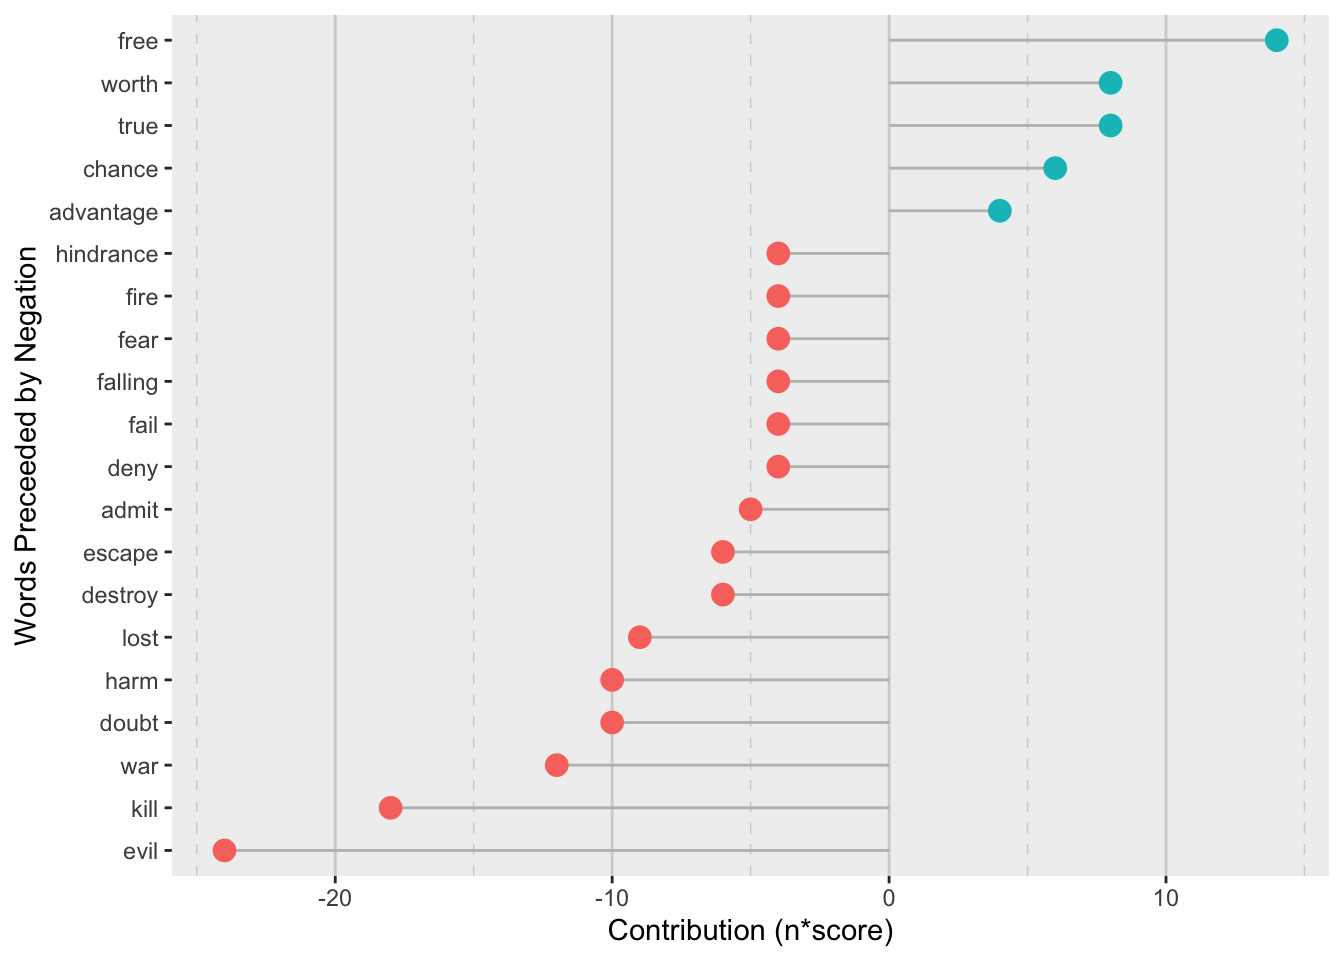 free
worth
true
chance
advantage
hindrance
fire
fear
falling
fail
deny
admit
escape
destroy
lost
harm
doubt
war
kill
evil
Words Preceeded by Negation
-20 -10 0 10
Contribution (n*score)